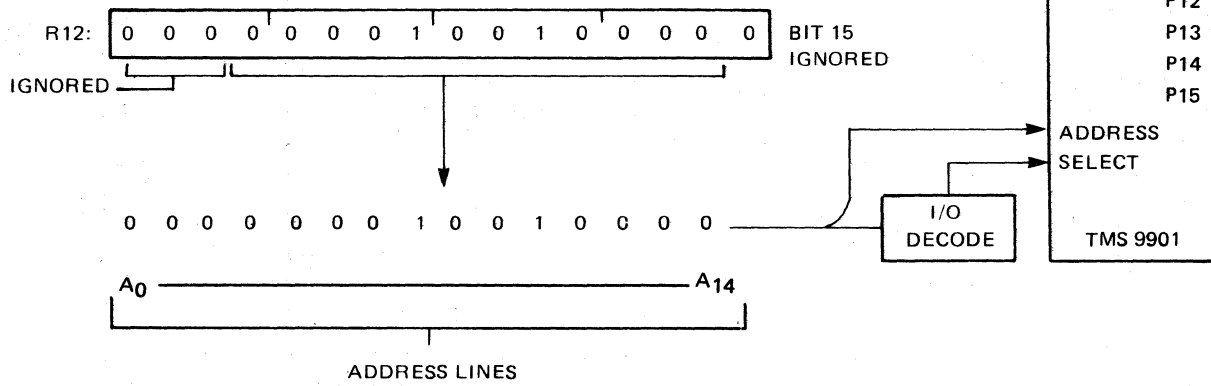 P12
R12: 0 0 0 0 0 0 0 1 0 0 1 0 0 0 0 0 BIT 15
IGNORED
P13
P14
P15
IGNORED
ADDRESS
SELECT
0 0 0 0 0 0 0 1 0 0 1 0 0 0 0
I/O
DECODE
TMS 9901
A0
A14
ADDRESS LINES